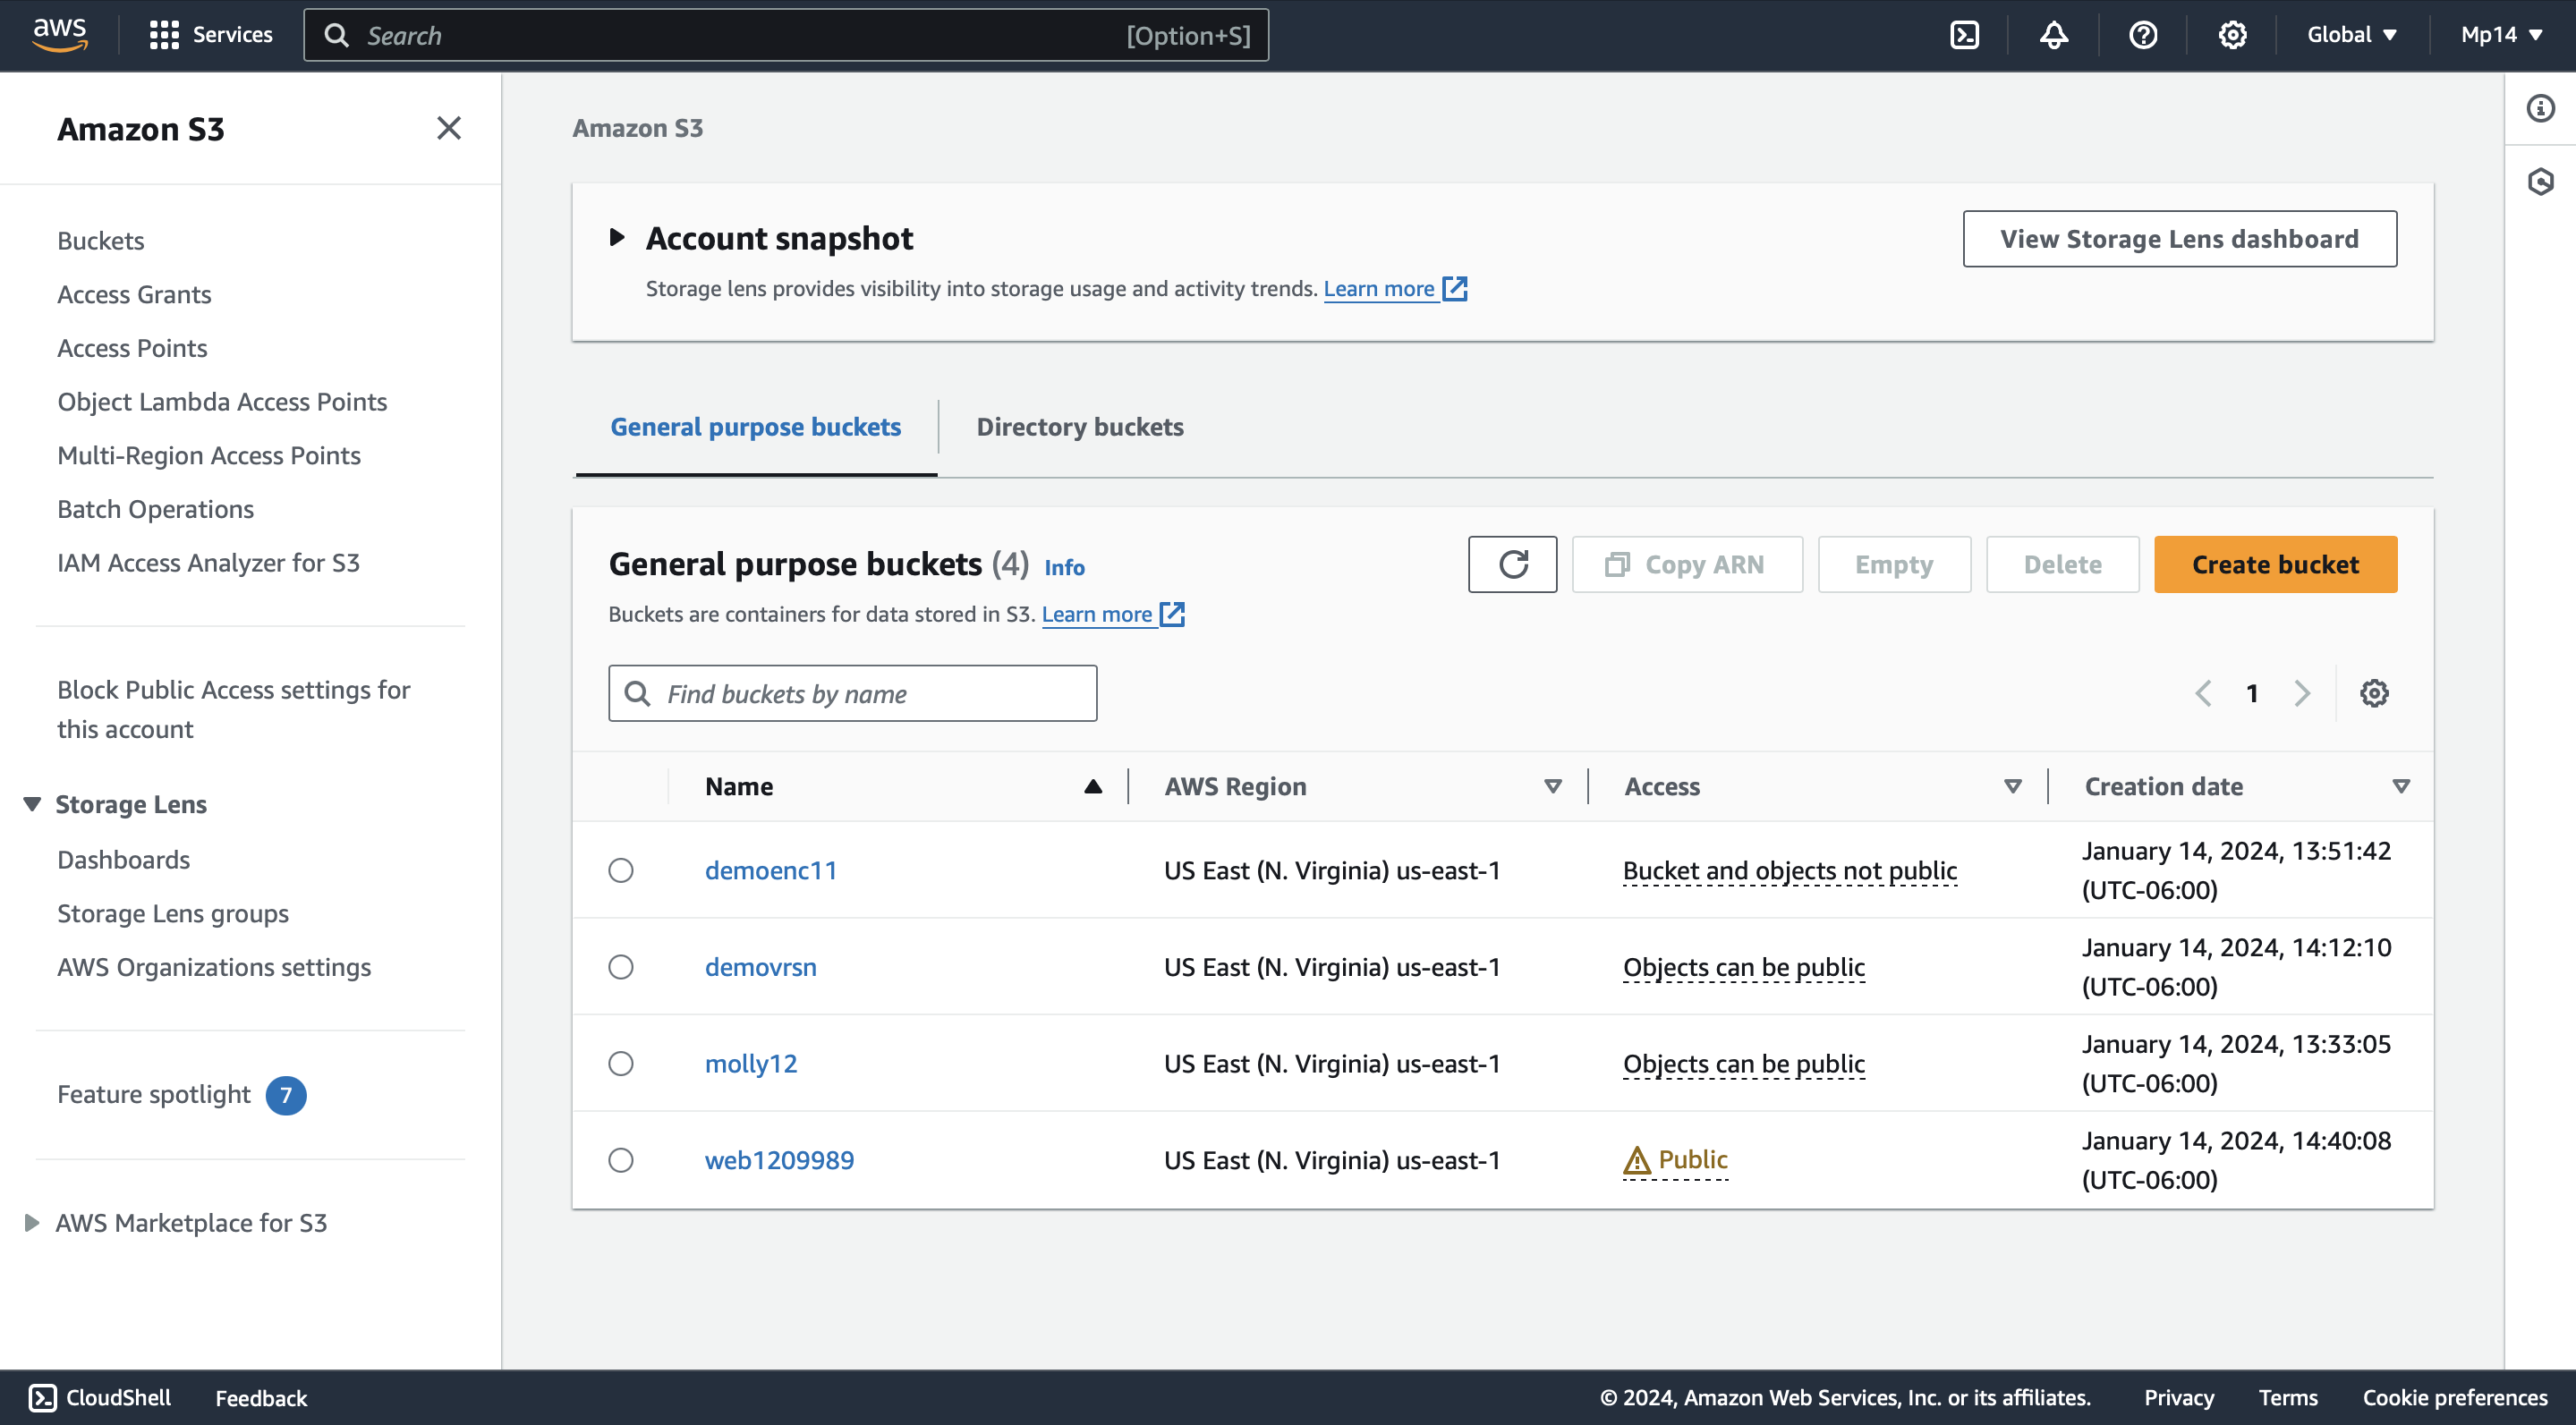 aws Services Search [Option+S] Global Mp14
Amazon S3
Buckets
Access Grants
Access Points
Object Lambda Access Points
Multi-Region Access Points
Batch Operations
IAM Access Analyzer for S3
Block Public Access settings for
this account
Storage Lens
Dashboards
Storage Lens groups
AWS Organizations settings
Feature spotlight 7
AWS Marketplace for S3
Amazon S3
Account snapshot View Storage Lens dashboard
Storage lens provides visibility into storage usage and activity trends. Learn more
General purpose buckets Directory buckets
General purpose buckets (4) Info Copy ARN Empty Delete Create bucket
Buckets are containers for data stored in S3. Learn more
Find buckets by name 1
Name AWS Region Access Creation date
demoenc11 US East (N. Virginia) us-east-1 Bucket and objects not public January 14, 2024, 13:51:42
(UTC-06:00)
demovrsn US East (N. Virginia) us-east-1 Objects can be public January 14, 2024, 14:12:10
(UTC-06:00)
molly12 US East (N. Virginia) us-east-1 Objects can be public January 14, 2024, 13:33:05
(UTC-06:00)
web1209989 US East (N. Virginia) us-east-1 Public January 14, 2024, 14:40:08
(UTC-06:00)
CloudShell Feedback © 2024, Amazon Web Services, Inc. or its affiliates. Privacy Terms Cookie preferences